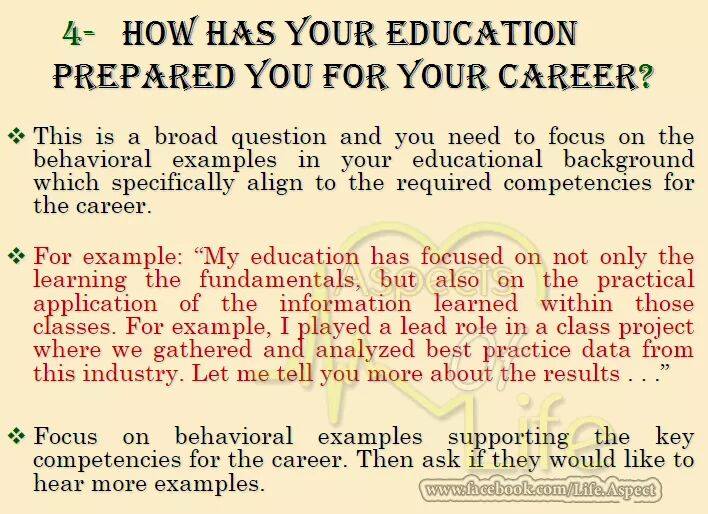 4- HOW HAS YOUR EDUCATION
PREPARED YOU FOR YOUR CAREER?
❖ This is a broad question and you need to focus on the
behavioral examples in your educational background
which specifically align to the required competencies for
the career.
❖ For example: “My education has focused on not only the
learning the fundamentals, but also on the practical
application of the information learned within those
classes. For example, I played a lead role in a class project
where we gathered and analyzed best practice data from
this industry. Let me tell you more about the results . . .”
❖ Focus on behavioral examples supporting the key
competencies for the career. Then ask if they would like to
hear more examples.
Aspects
Of
Life
www.facebook.com/Life.Aspect